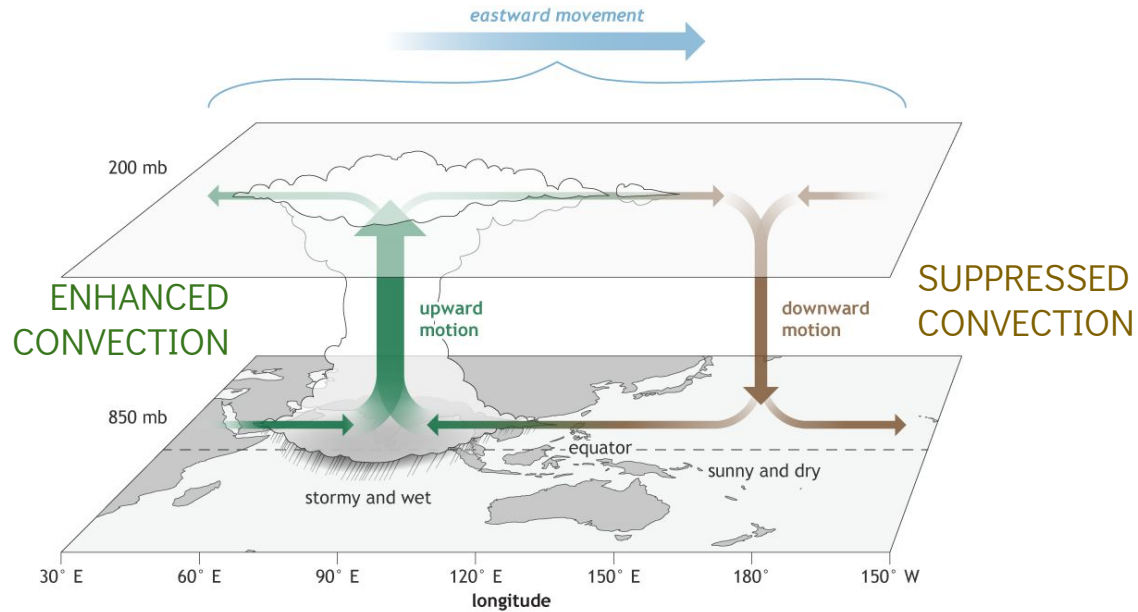 eastward movement
200 mb
ENHANCED
CONVECTION
upward
motion
downward
motion
SUPPRESSED
CONVECTION
850 mb
equator
sunny and dry
stormy and wet
30° E
60° E
90° E
120° E
150° E
180°
150° W
longitude